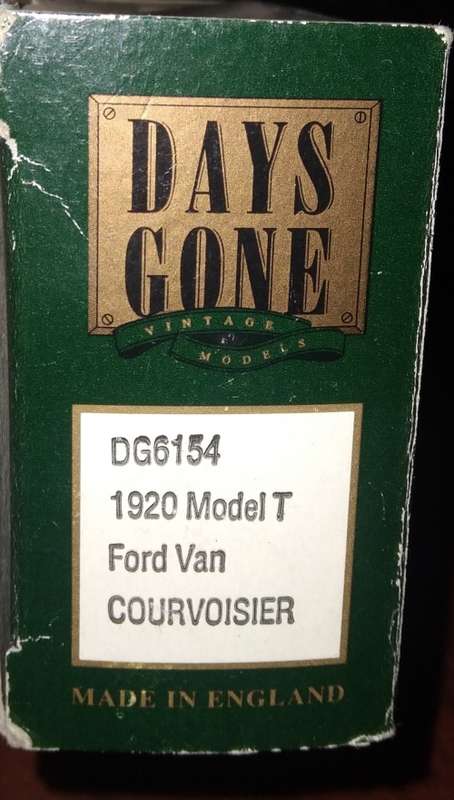 DAYS
GONE
VINTAGE
MODELS
DG6154
1920 Model T
Ford Van
COURVOISIER
MADE IN ENGLAND